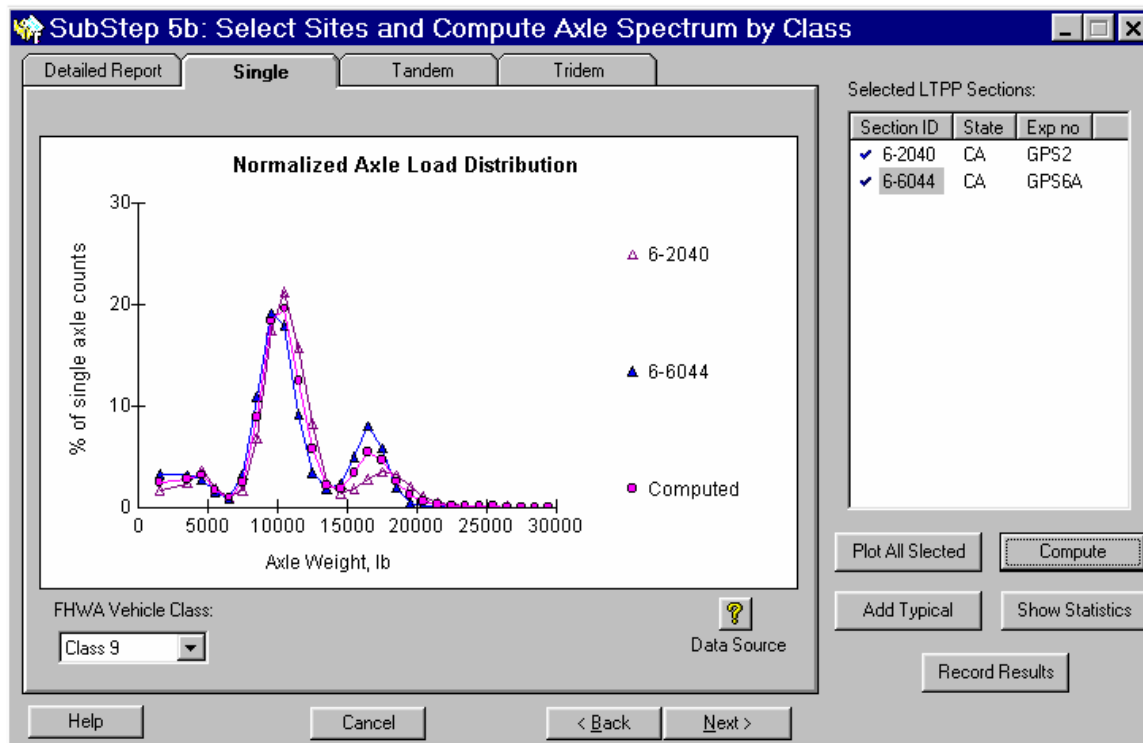 SubStep 5b: Select Sites and Compute Axle Spectrum by Class
Detailed Report
Single
Tandem
Tridem
Normalized Axle Load Distribution
% of single axle counts
30
20
10
0
0 5000 10000 15000 20000 25000 30000
Axle Weight, lb
6-2040
6-6044
Computed
FHWA Vehicle Class:
Class 9
?
Data Source
Selected LTPP Sections:
Section ID State Exp no
6-2040 CA GPS2
6-6044 CA GPS6A
Plot All Slected
Compute
Add Typical
Show Statistics
Record Results
Help
Cancel
< Back
Next >